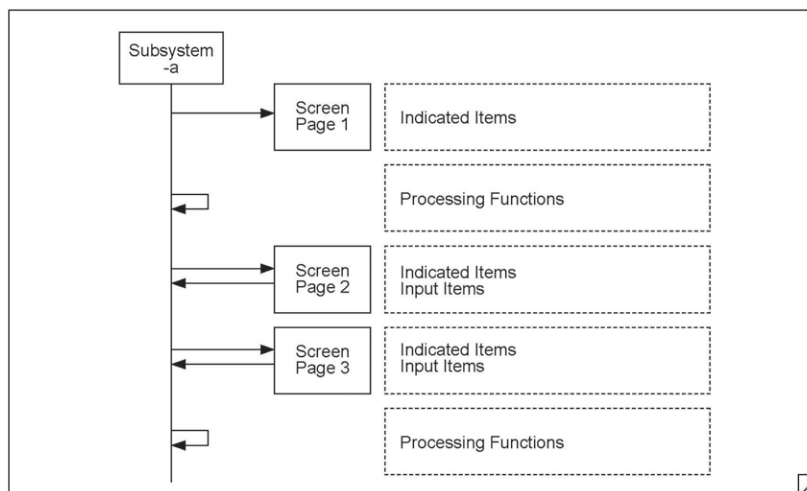 Subsystem
-a
Screen
Page 1
Indicated Items
Processing Functions
Screen
Page 2
Indicated Items
Input Items
Screen
Page 3
Indicated Items
Input Items
Processing Functions